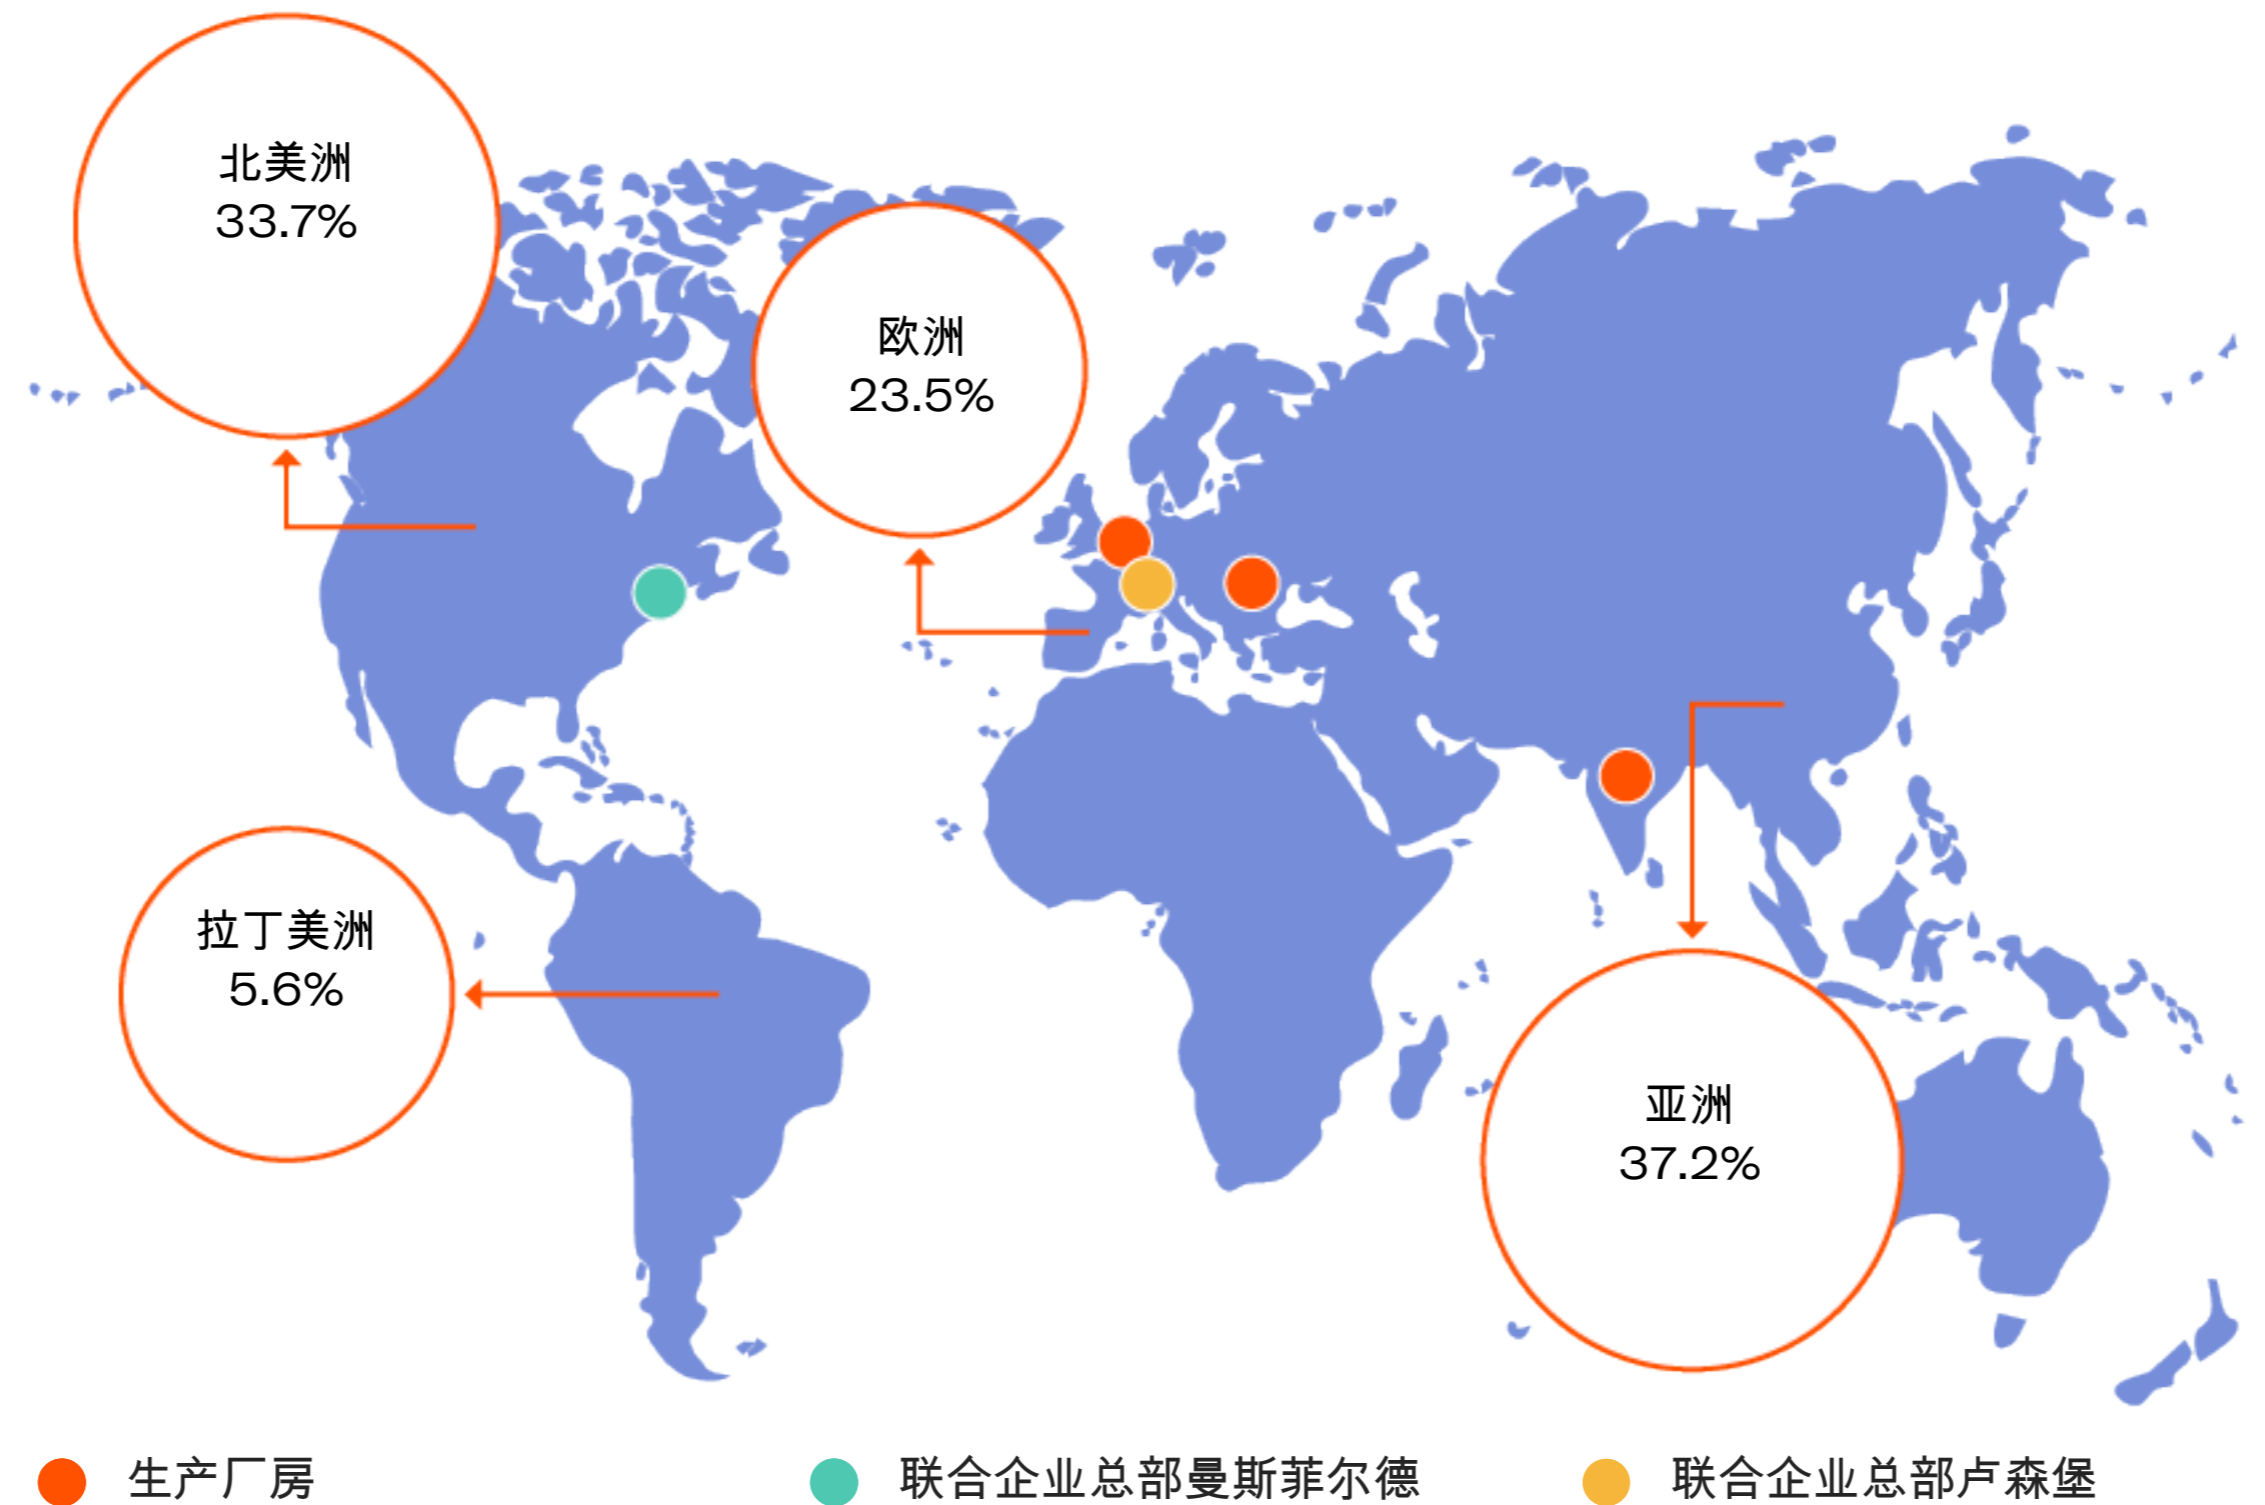 北美洲
33.7%
欧洲
23.5%
拉丁美洲
5.6%
亚洲
37.2%
生产厂房
联合企业总部曼斯菲尔德
联合企业总部卢森堡